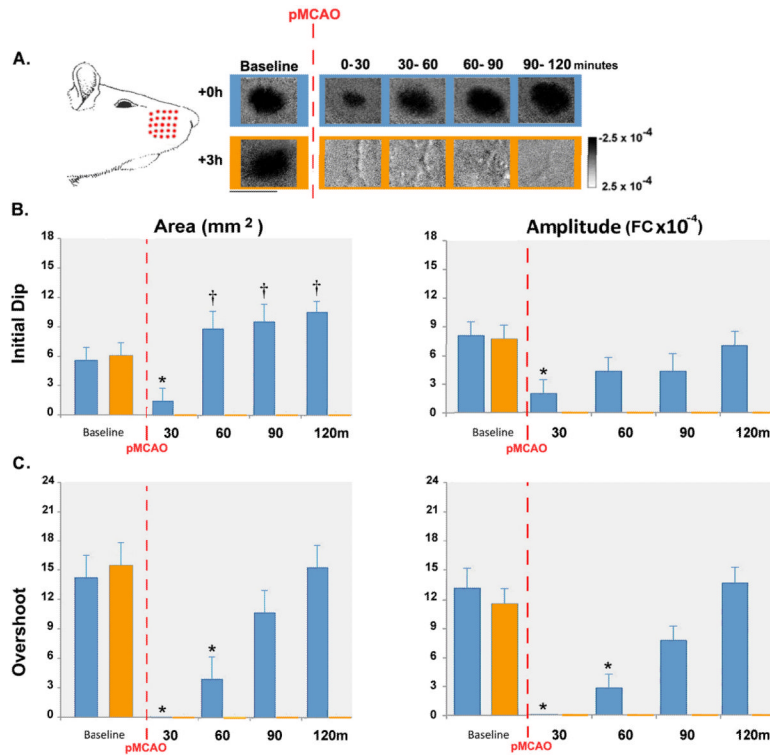 pMCAO
A.
Baseline
0-30 30-60 60-90 90-120 minutes
+0h
+3h
-2.5 10⁻⁴
2.5 10⁻⁴
B.
Area (mm²)
Amplitude (FCx10⁻⁴)
Initial Dip
18
15
12
9
6
3
0
*
†
†
†
Baseline
30 60 90 120m
pMCAO
18
15
12
9
6
3
0
*
Baseline
30 60 90 120m
pMCAO
C.
Overshoot
24
21
18
15
12
9
6
3
0
*
*
Baseline
30 60 90 120m
pMCAO
24
21
18
15
12
9
6
3
0
*
*
Baseline
30 60 90 120m
pMCAO